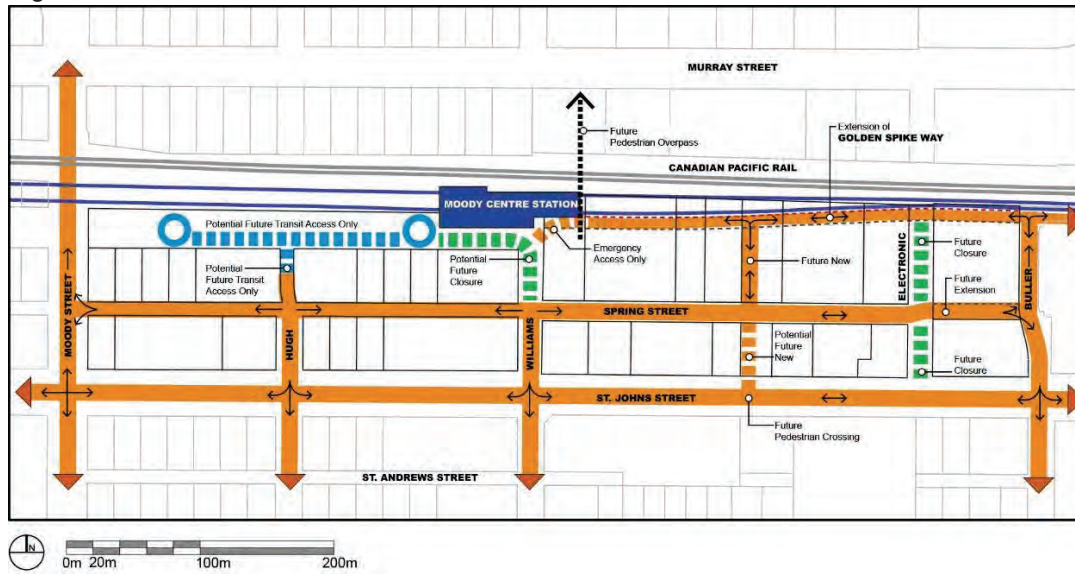 MURRAY STREET
Future
Pedestrian Overpass
Extension of
GOLDEN SPIKE WAY
CANADIAN PACIFIC RAIL
MOODY CENTRE STATION
Potential Future Transit Access Only
Potential
Future Transit
Access Only
Potential
Future
Closure
Emergency
Access Only
Future New
ELECTRONIC
Future
Closure
Future
Extension
BULLER
MOODY STREET
HUGH
WILLIAMS
SPRING STREET
Potential
Future
New
Future
Closure
ST. JOHNS STREET
Future
Pedestrian Crossing
ST. ANDREWS STREET
N
0m 20m 100m 200m